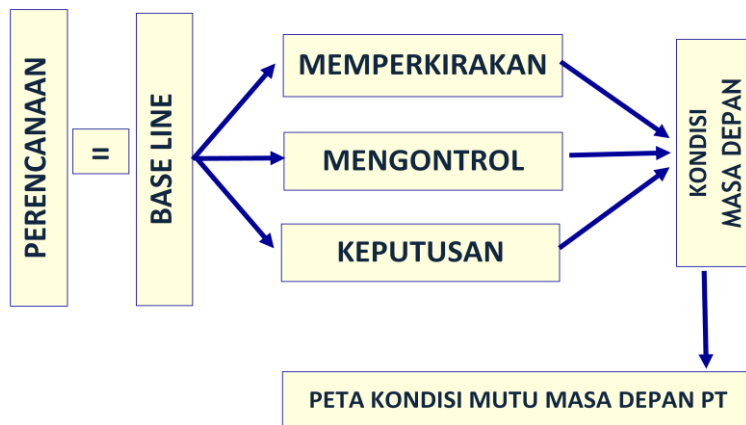 PERENCANAAN
=
BASE LINE
MEMPERKIRAKAN
MENGONTROL
KEPUTUSAN
KONDISI
MASA DEPAN
PETA KONDISI MUTU MASA DEPAN PT